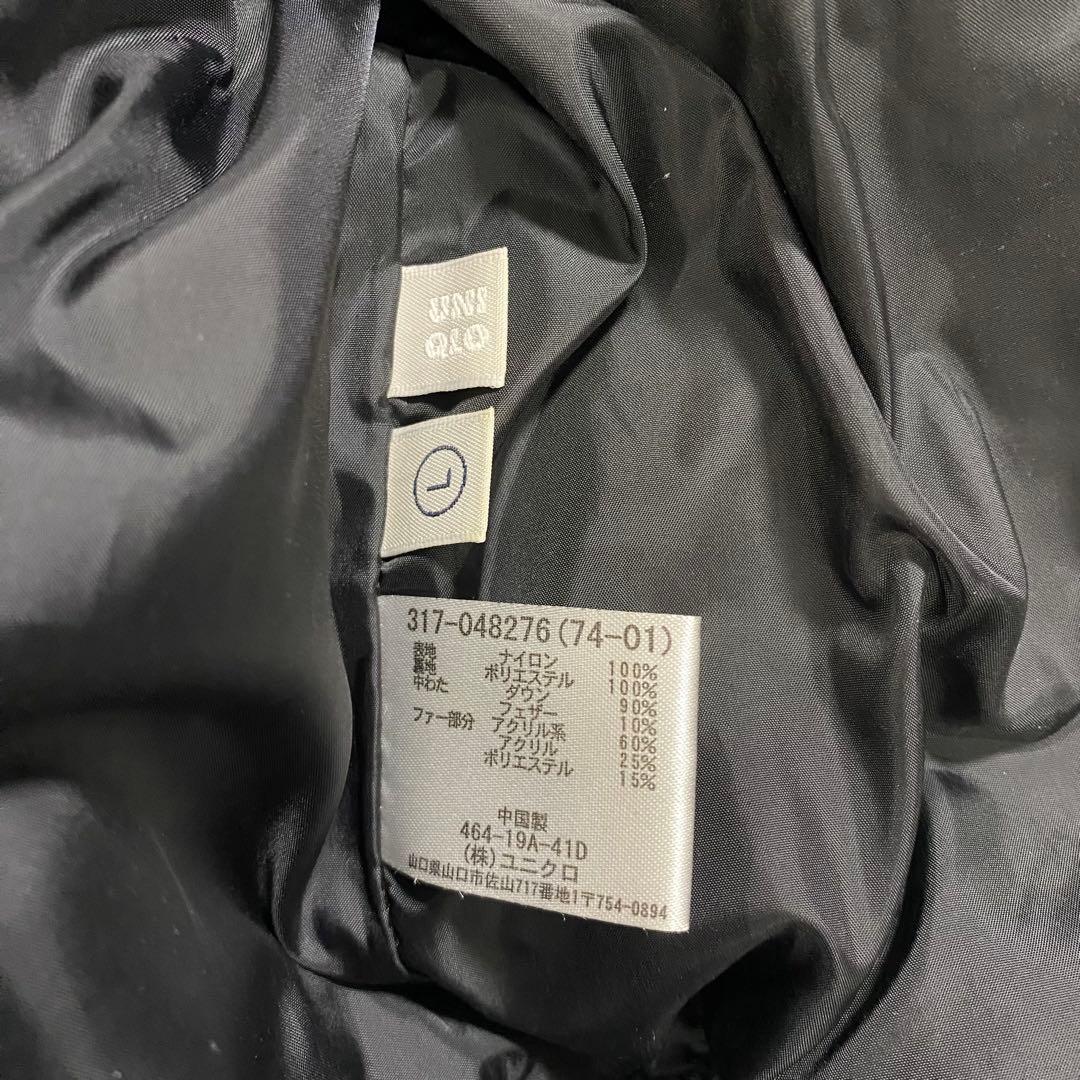 UNI
QLO
L
317-048276(74-01)
表地 ナイロン 100%
裏地 ポリエステル 100%
中わた ダウン 90%
フェザー 10%
ファー部分 アクリル系 60%
アクリル 25%
ポリエステル 15%
中国製
464-19A-41D
(株)ユニクロ
山口県山口市佐山717番地1〒754-0894